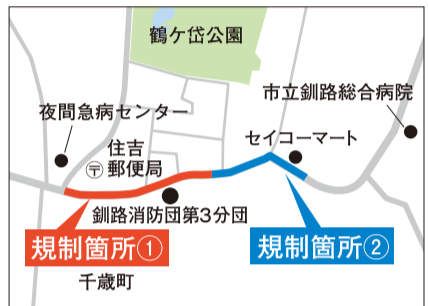 鶴ケ岱公園
市立釧路総合病院
夜間急病センター
セイコーマート
住吉
〒郵便局
釧路消防団第3分団
規制箇所①
規制箇所②
千歳町